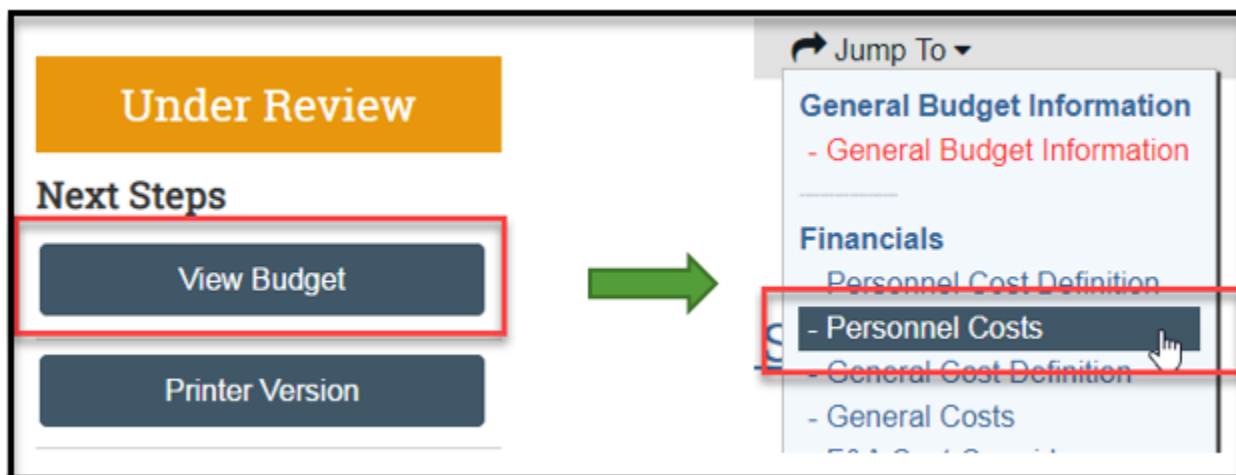 Under Review
Next Steps
View Budget
Printer Version
Jump To
General Budget Information
- General Budget Information
Financials
- Personnel Cost Definition
- Personnel Costs
- General Cost Definition
- General Costs